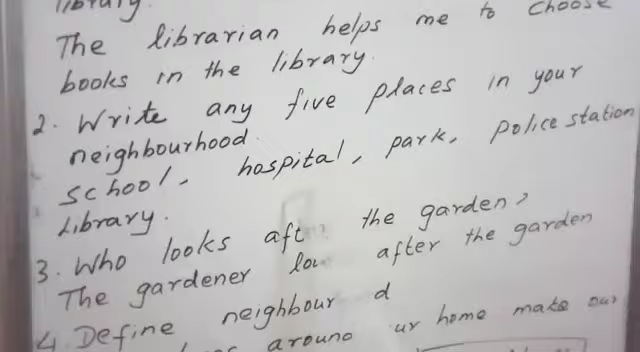 library.
The librarian helps me to choose
books in the library.
2. Write any five places in your
neighbourhood.
School, hospital, park, police station
Library.
3. Who looks aft the garden?
The gardener after the garden
4. Define neighbour d
around ur home make our